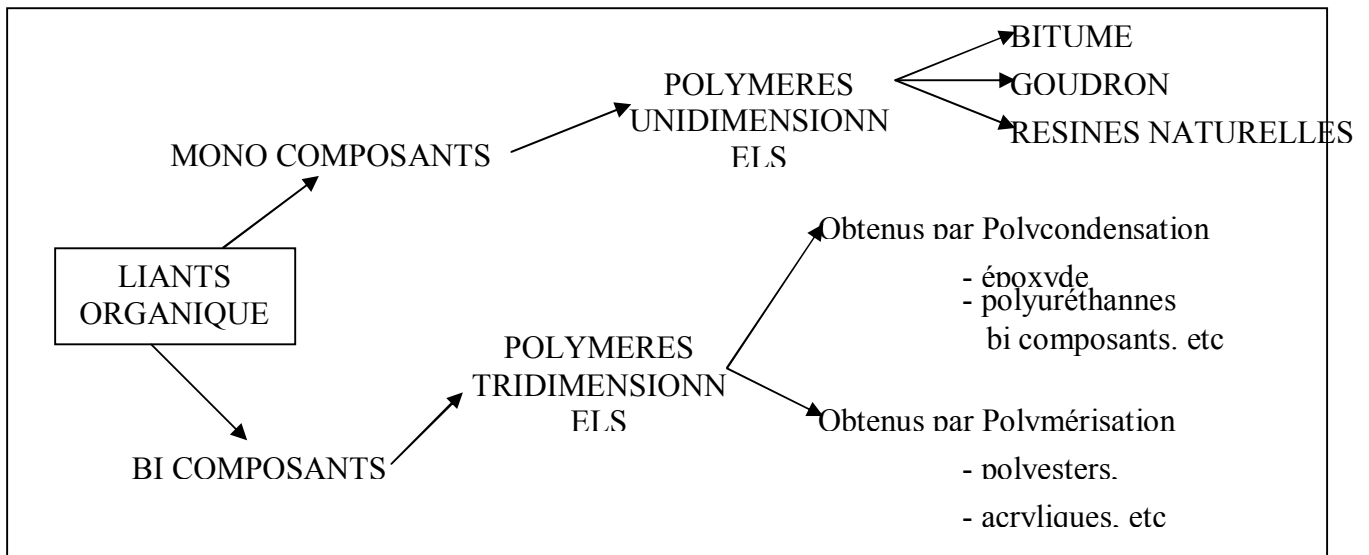 BITUME
GOUDRON
RESINES NATURELLES
POLYMERES
UNIDIMENSIONN
ELS
MONO COMPOSANTS
LIANTS
ORGANIQUE
BI COMPOSANTS
POLYMERES
TRIDIMENSIONN
ELS
Obtenus par Polycondensation
- époxyde
- polyuréthannes
bi composants, etc
Obtenus par Polymérisation
- polyesters,
- acryliques, etc